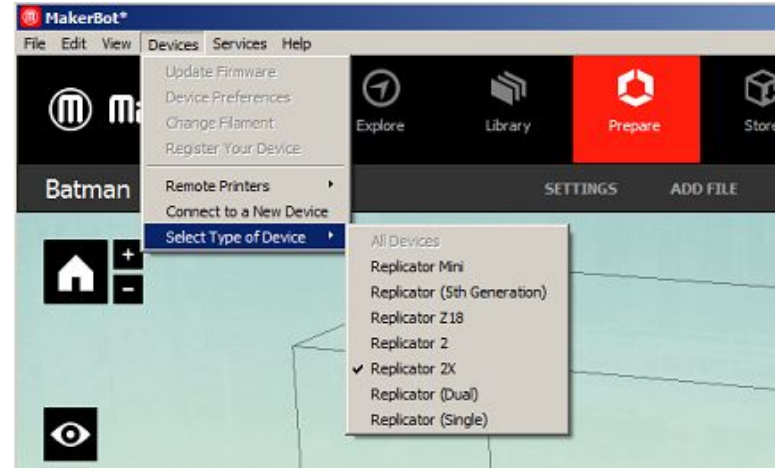 MakerBot*
File Edit View Devices Services Help
Explore Library Prepare Store
Batman SETTINGS ADD FILE
Update Firmware
Device Preferences
Change Filament
Register Your Device
Remote Printers
Connect to a New Device
Select Type of Device
All Devices
Replicator Mini
Replicator (5th Generation)
Replicator Z18
Replicator 2
Replicator 2X
Replicator (Dual)
Replicator (Single)
+
-